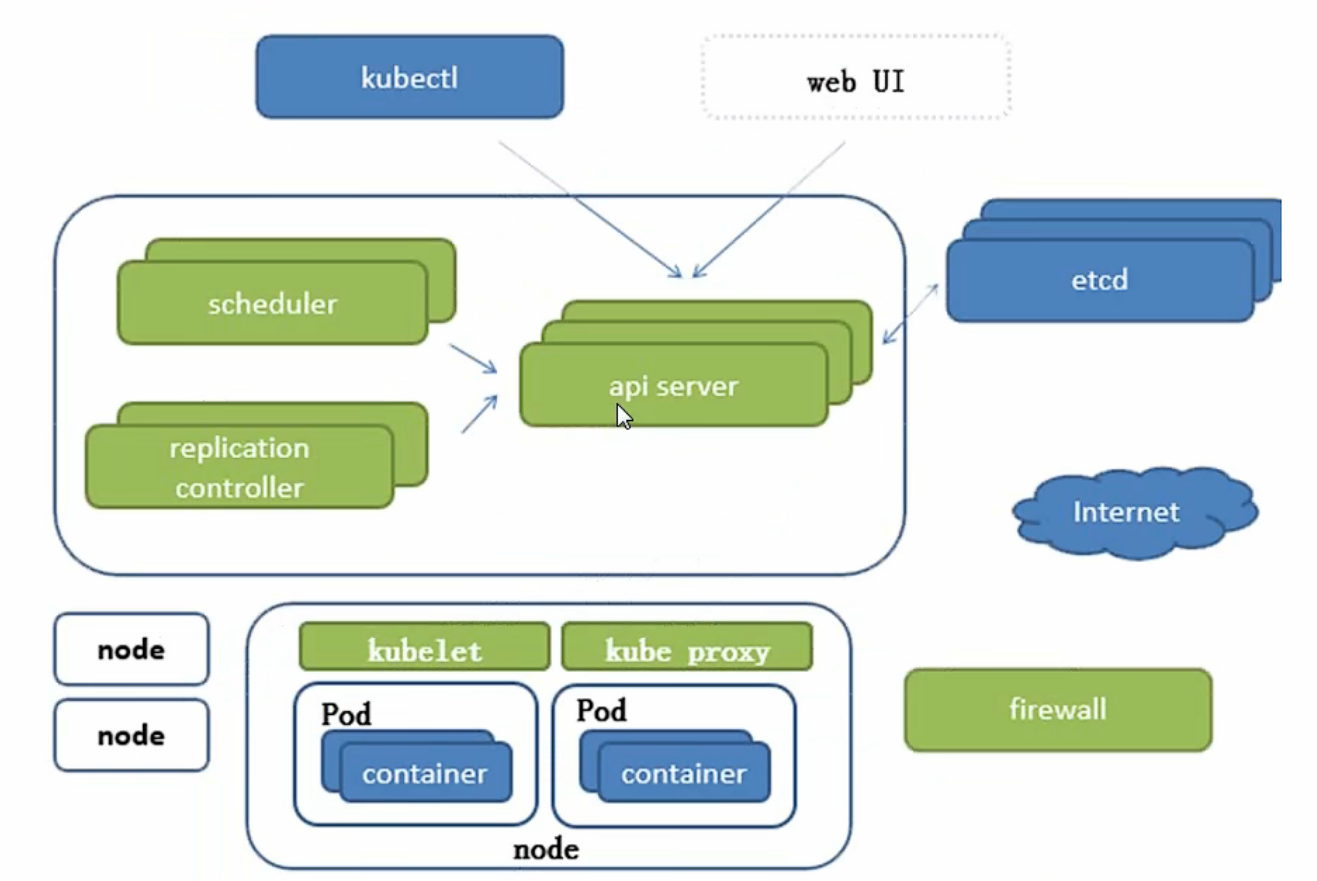 kubectl
web UI
scheduler
etcd
api server
replication
controller
Internet
node
kubelet
kube proxy
node
Pod
Pod
firewall
container
container
node